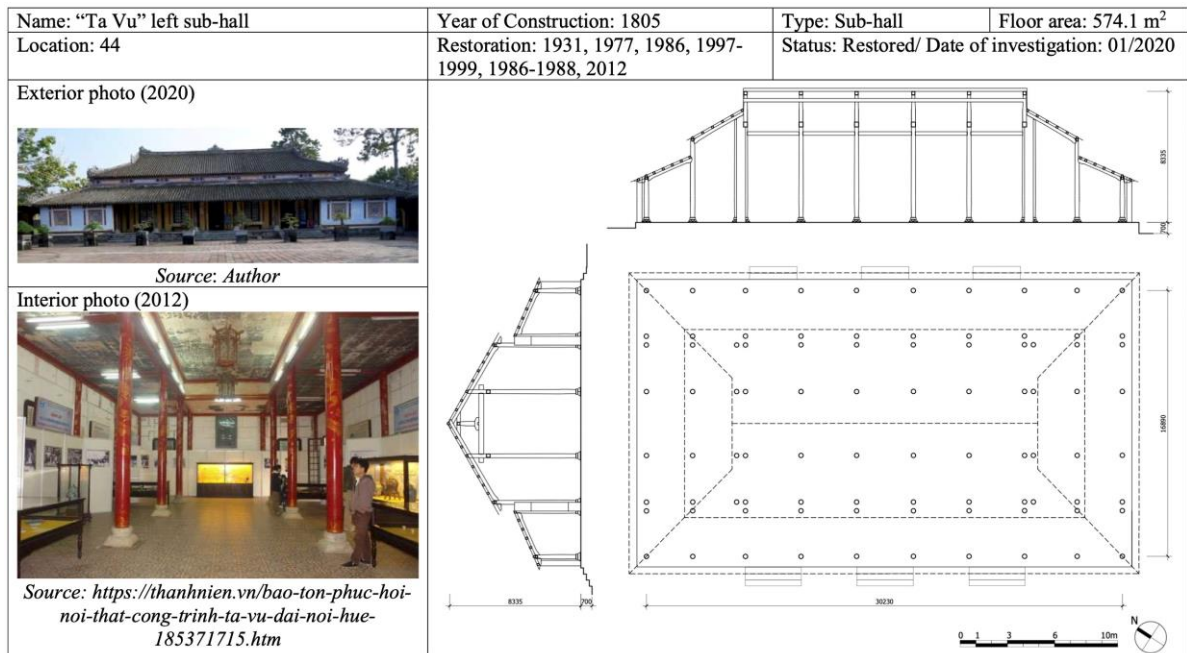 Name: “Ta Vu” left sub-hall
Year of Construction: 1805
Type: Sub-hall
Floor area: 574.1 m²
Location: 44
Restoration: 1931, 1977, 1986, 1997-
1999, 1986-1988, 2012
Status: Restored/ Date of investigation: 01/2020
Exterior photo (2020)
Source: Author
Interior photo (2012)
Source: https://thanhnien.vn/bao-ton-phuc-hoi-
noi-that-cong-trinh-ta-vu-dai-noi-hue-
185371715.htm
8335
700
16890
8335
700
30230
N
0 1 3 6 10m